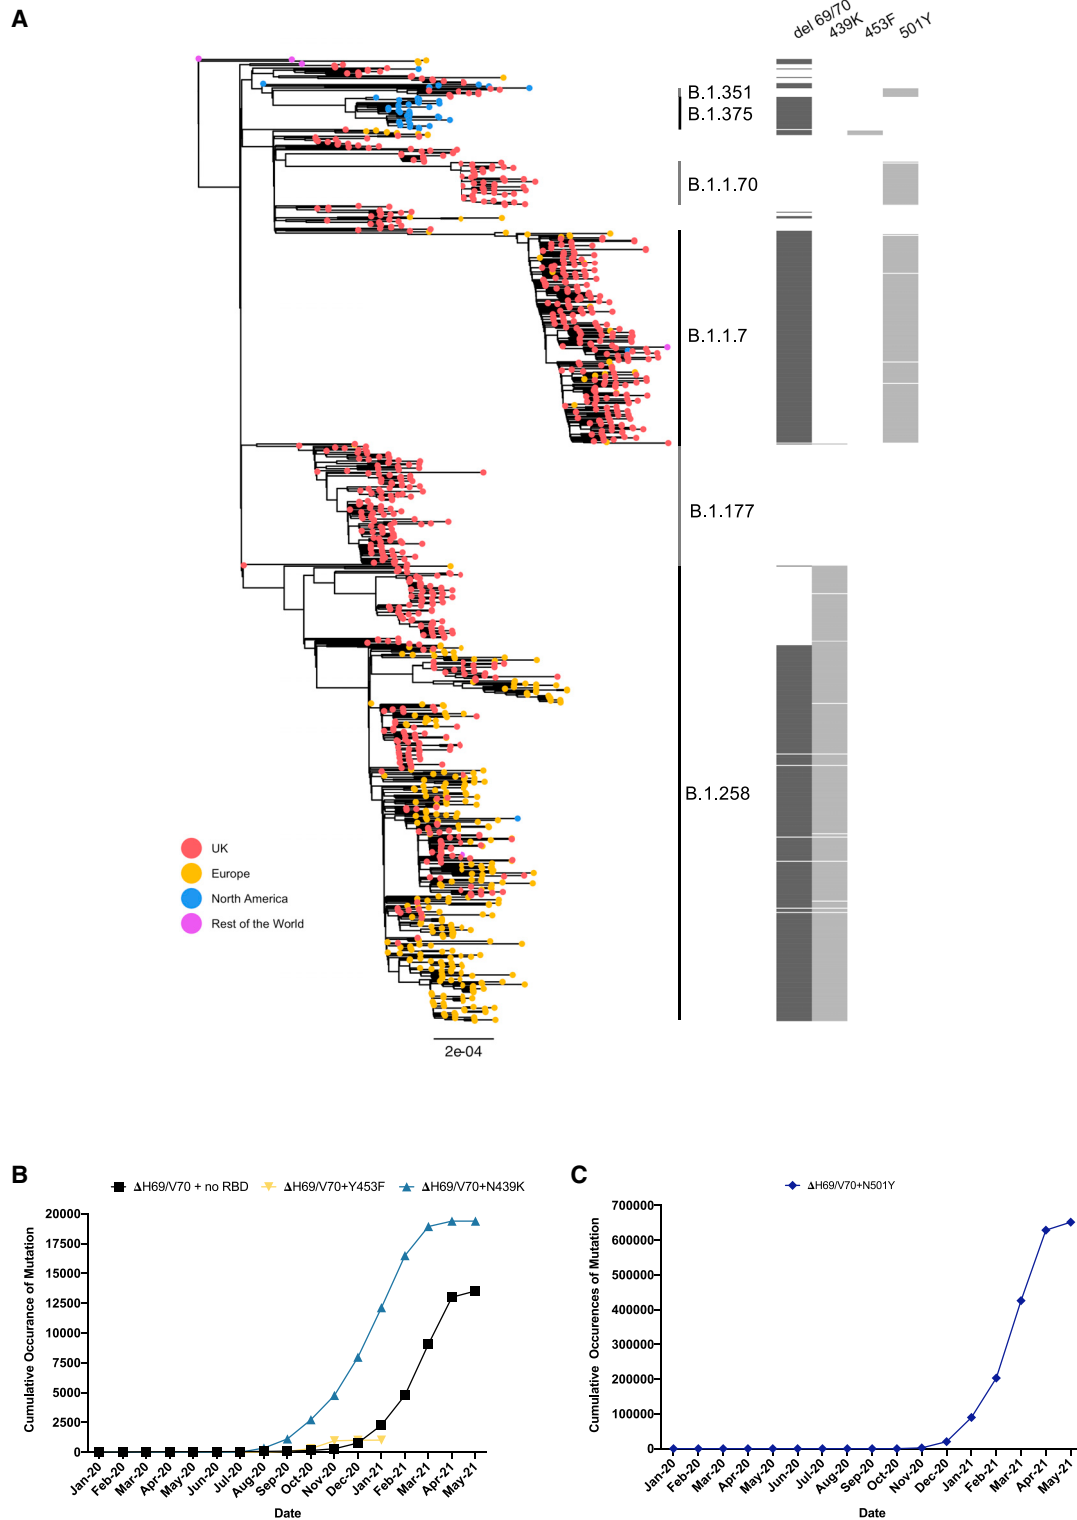 A
del 69/70
439K
453F
501Y
B.1.351
B.1.375
B.1.1.70
B.1.1.7
B.1.177
B.1.258
UK
Europe
North America
Rest of the World
2e-04
B
ΔH69/V70 + no RBD
ΔH69/V70+Y453F
ΔH69/V70+N439K
Cumulative Occurance of Mutation
20000
17500
15000
12500
10000
7500
5000
2500
0
Jan-20
Feb-20
Mar-20
Apr-20
May-20
Jun-20
Jul-20
Aug-20
Sep-20
Oct-20
Nov-20
Dec-20
Jan-21
Feb-21
Mar-21
Apr-21
May-21
Date
C
ΔH69/V70+N501Y
Cumulative Occurences of Mutation
700000
600000
500000
400000
300000
200000
100000
0
Jan-20
Feb-20
Mar-20
Apr-20
May-20
Jun-20
Jul-20
Aug-20
Sep-20
Oct-20
Nov-20
Dec-20
Jan-21
Feb-21
Mar-21
Apr-21
May-21
Date